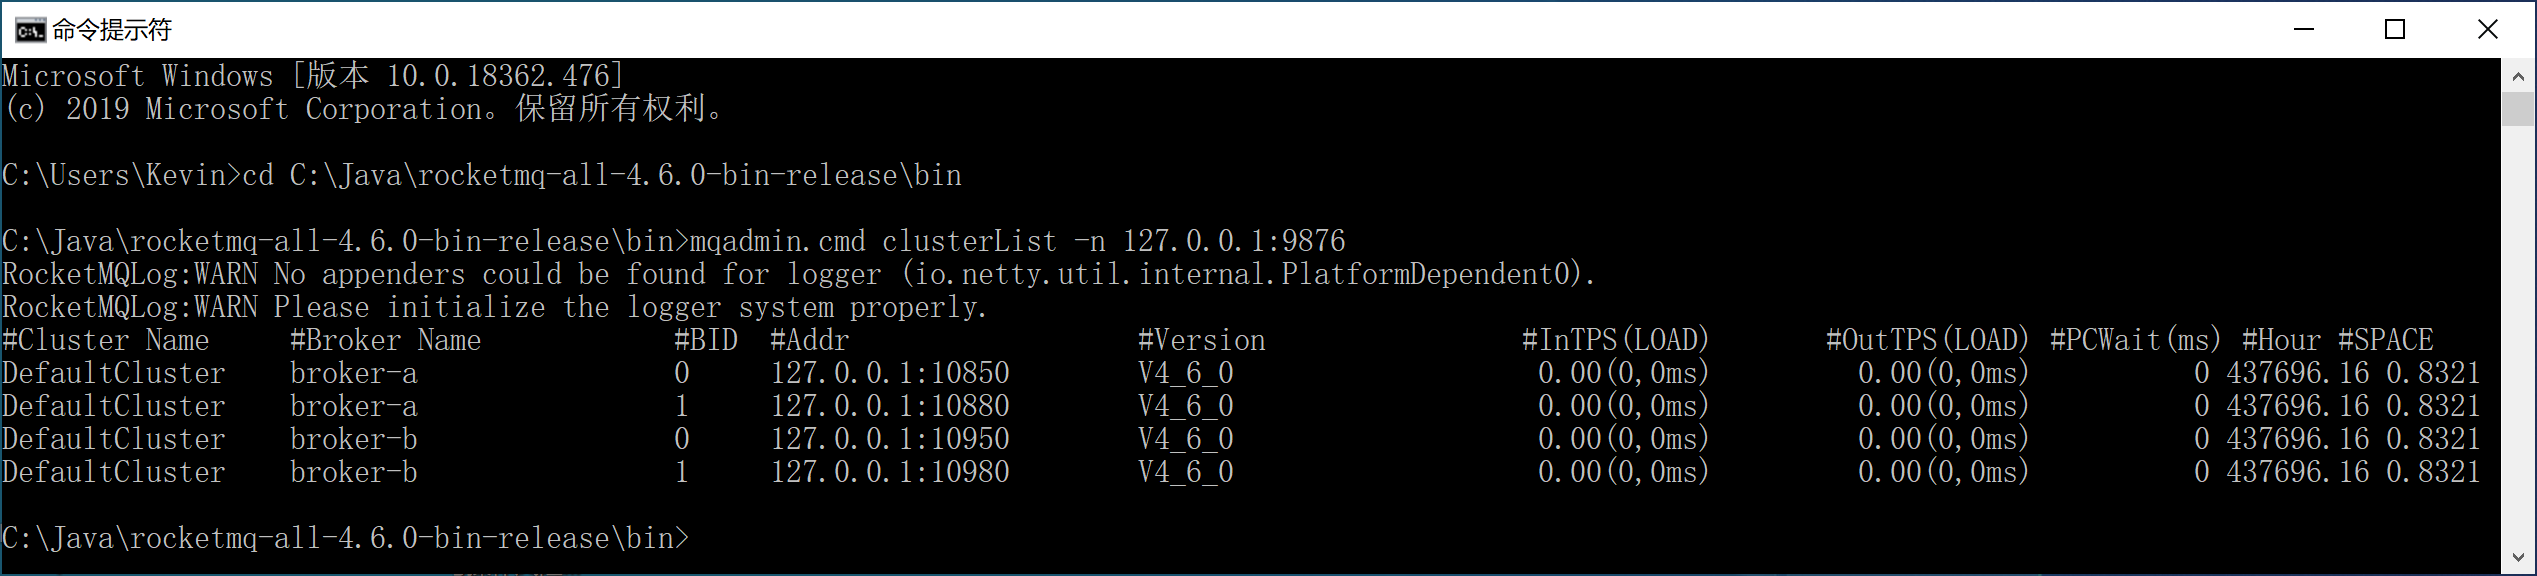 命令提示符
Microsoft Windows [版本 10.0.18362.476]
(c) 2019 Microsoft Corporation。保留所有权利。
C:\Users\Kevin>cd C:\Java\rocketmq-all-4.6.0-bin-release\bin
C:\Java\rocketmq-all-4.6.0-bin-release\bin>mqadmin.cmd clusterList -n 127.0.0.1:9876
RocketMQLog:WARN No appenders could be found for logger (io.netty.util.internal.PlatformDependent0).
RocketMQLog:WARN Please initialize the logger system properly.
#Cluster Name #Broker Name #BID #Addr #Version #InTPS(LOAD) #OutTPS(LOAD) #PCWait(ms) #Hour #SPACE
DefaultCluster broker-a 0 127.0.0.1:10850 V4_6_0 0.00(0,0ms) 0.00(0,0ms) 0 437696.16 0.8321
DefaultCluster broker-a 1 127.0.0.1:10880 V4_6_0 0.00(0,0ms) 0.00(0,0ms) 0 437696.16 0.8321
DefaultCluster broker-b 0 127.0.0.1:10950 V4_6_0 0.00(0,0ms) 0.00(0,0ms) 0 437696.16 0.8321
DefaultCluster broker-b 1 127.0.0.1:10980 V4_6_0 0.00(0,0ms) 0.00(0,0ms) 0 437696.16 0.8321
C:\Java\rocketmq-all-4.6.0-bin-release\bin>